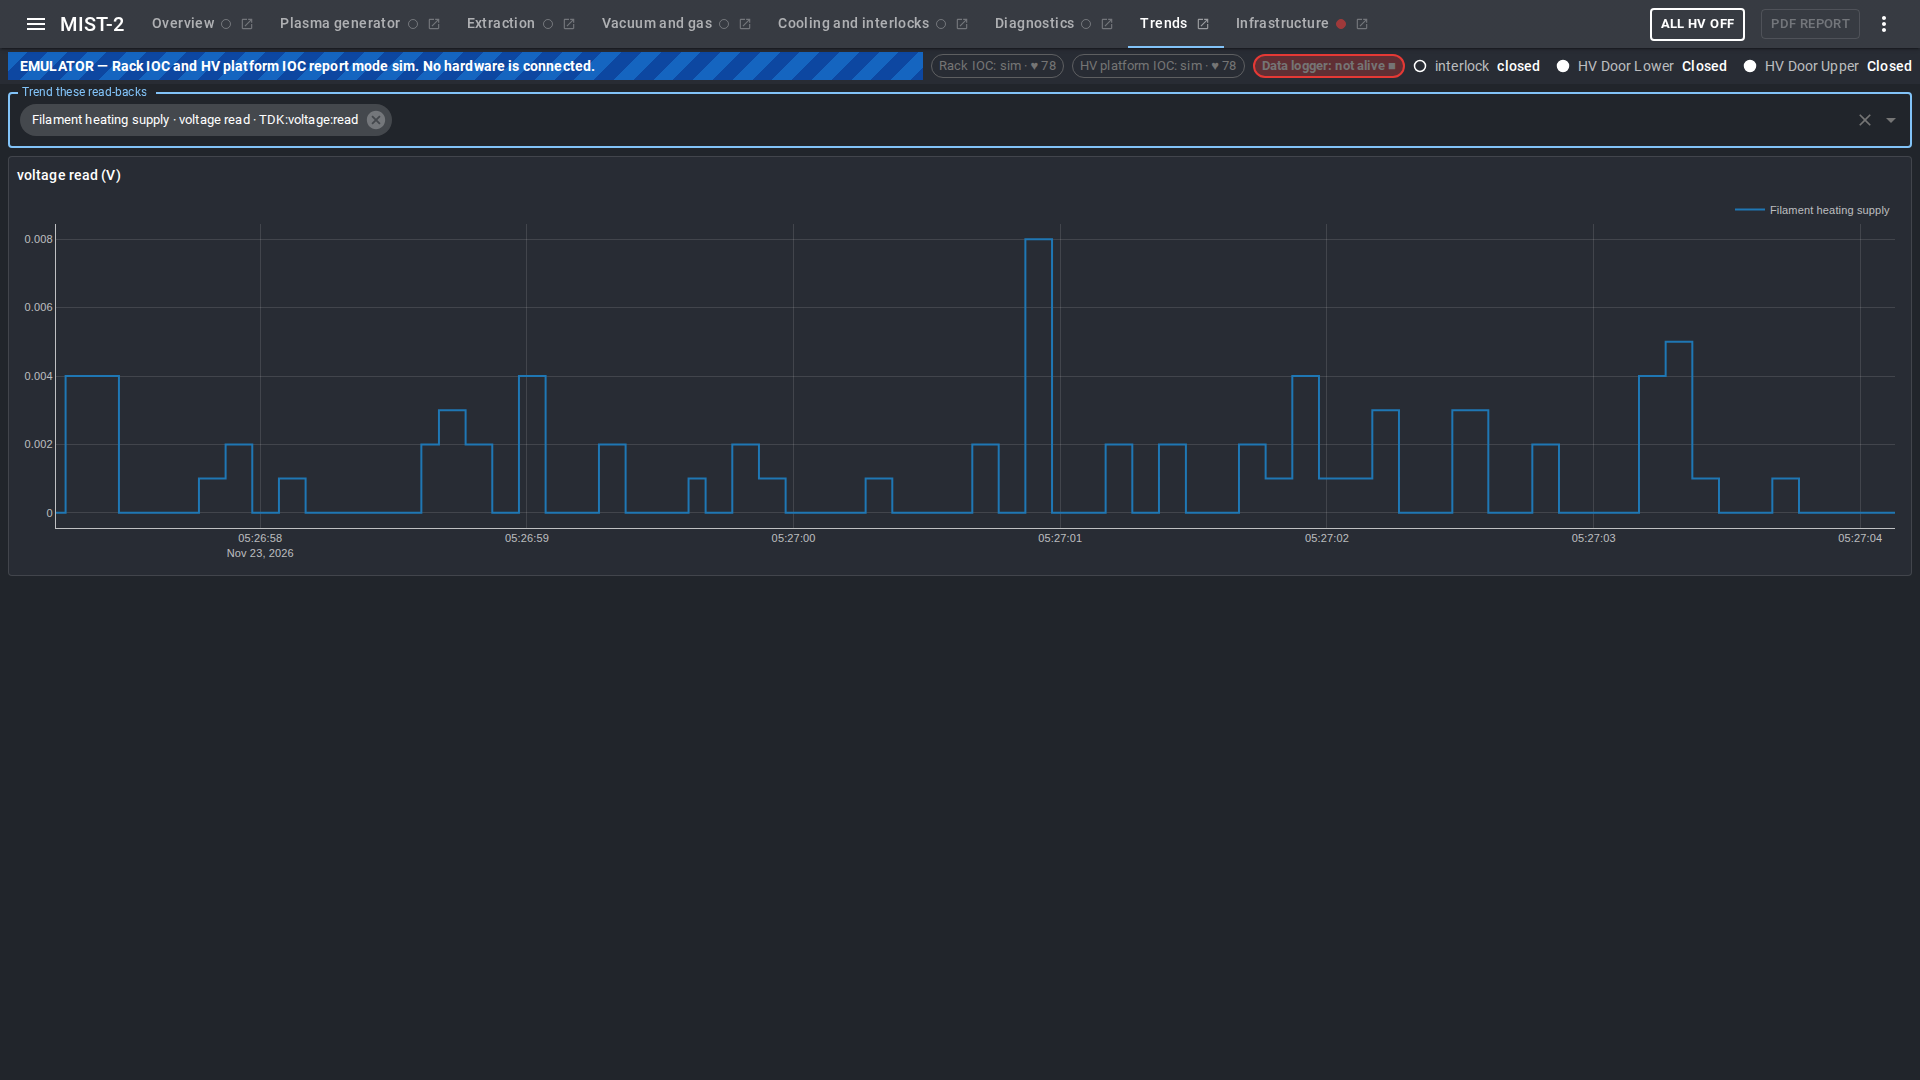 MIST-2 Overview Plasma generator Extraction Vacuum and gas Cooling and interlocks Diagnostics Trends Infrastructure ALL HV OFF PDF REPORT
EMULATOR — Rack IOC and HV platform IOC report mode sim. No hardware is connected. Rack IOC: sim · ♥ 78 HV platform IOC: sim · ♥ 78 Data logger: not alive ■ interlock closed HV Door Lower Closed HV Door Upper Closed
Trend these read-backs
Filament heating supply · voltage read · TDK:voltage:read
voltage read (V)
Filament heating supply
0.008
0.006
0.004
0.002
0
05:26:58 05:26:59 05:27:00 05:27:01 05:27:02 05:27:03 05:27:04
Nov 23, 2026